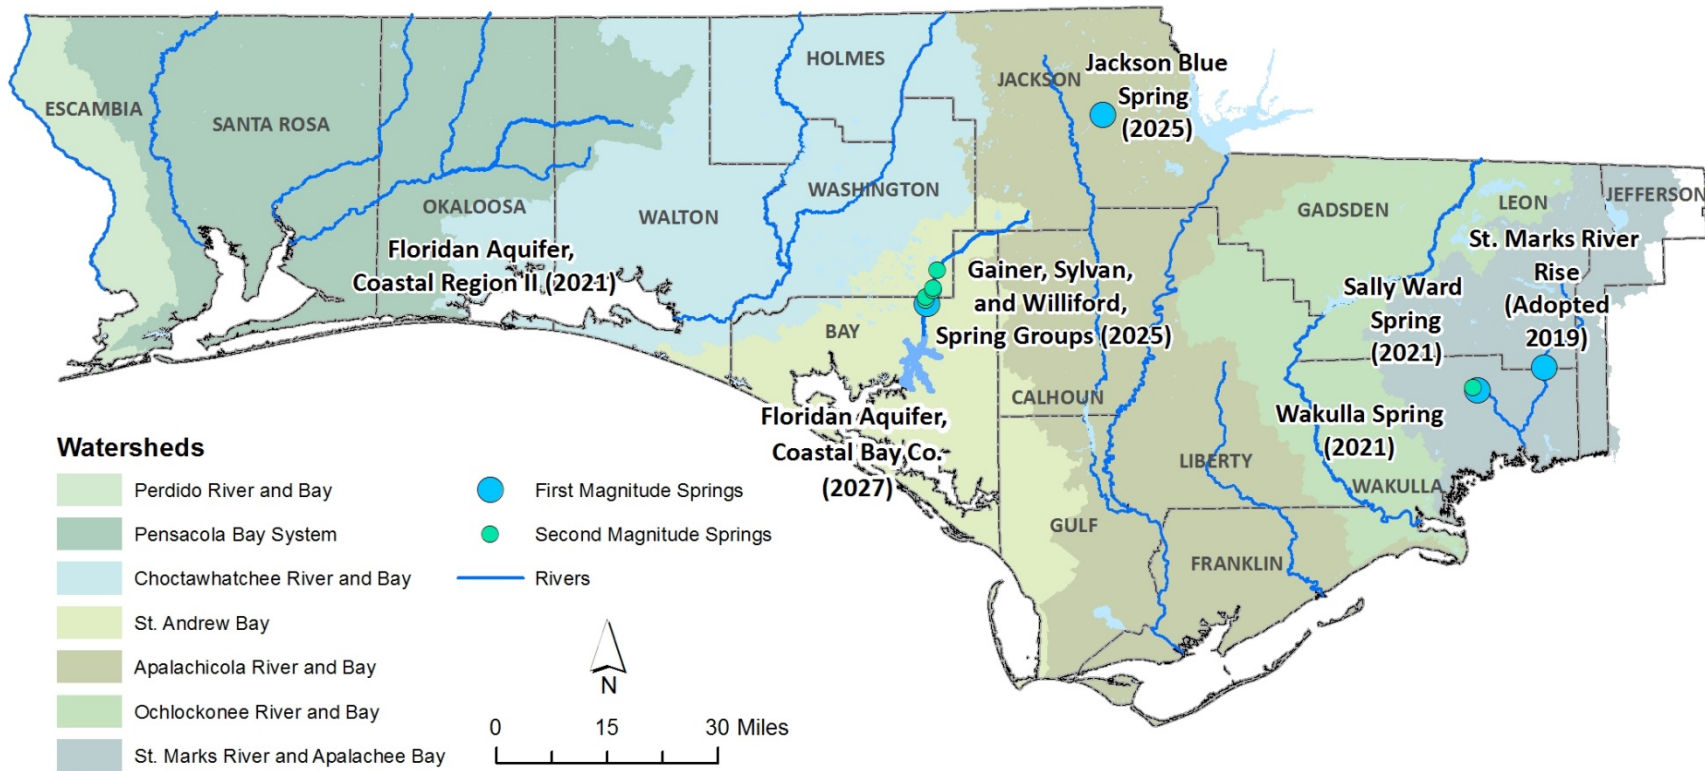 HOLMES
JACKSON
Jackson Blue
Spring
(2025)
ESCAMBIA
SANTA ROSA
OKALOOSA
WALTON
WASHINGTON
GADSDEN
LEON
JEFFERSON
Floridan Aquifer,
Coastal Region II (2021)
Gainer, Sylvan,
and Williford,
Spring Groups (2025)
St. Marks River
Rise
(Adopted
2019)
Sally Ward
Spring
(2021)
BAY
CALHOUN
Floridan Aquifer,
Coastal Bay Co.
(2027)
Wakulla Spring
(2021)
LIBERTY
WAKULLA
GULF
FRANKLIN
Watersheds
Perdido River and Bay
Pensacola Bay System
Choctawhatchee River and Bay
St. Andrew Bay
Apalachicola River and Bay
Ochlockonee River and Bay
St. Marks River and Apalachee Bay
First Magnitude Springs
Second Magnitude Springs
Rivers
N
0 15 30 Miles